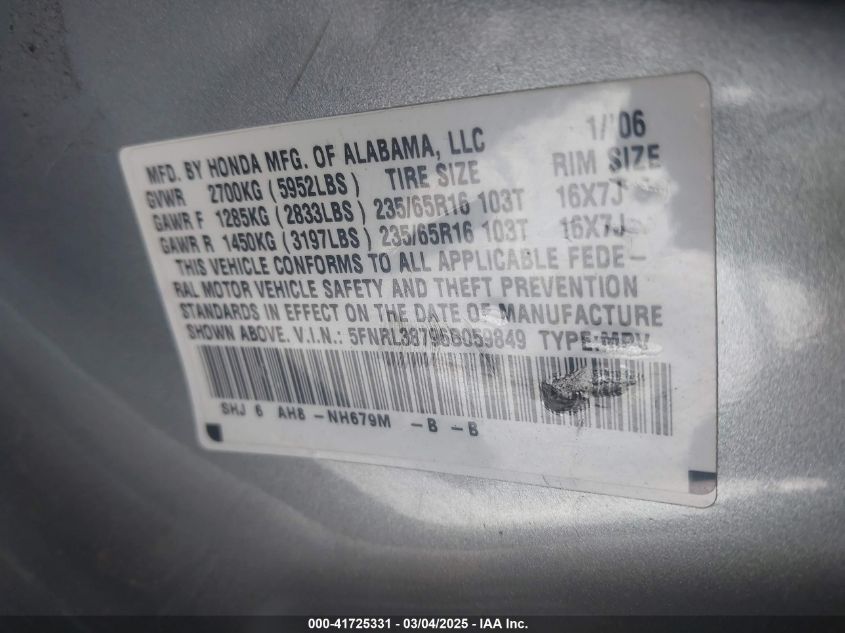 MFD. BY HONDA MFG. OF ALABAMA, LLC 1/'06
GVWR 2700KG (5952LBS) TIRE SIZE RIM SIZE
GAWR F 1285KG (2833LBS) 235/65R16 103T 16X7J
GAWR R 1450KG (3197LBS) 235/65R16 103T 16X7J
THIS VEHICLE CONFORMS TO ALL APPLICABLE FEDE-
RAL MOTOR VEHICLE SAFETY AND THEFT PREVENTION
STANDARDS IN EFFECT ON THE DATE OF MANUFACTURE
SHOWN ABOVE. V.I.N.: 5FNRL38796B059849 TYPE:MPV
SHJ 6 AH8 -NH679M -B -B
000-41725331 - 03/04/2025 - IAA Inc.